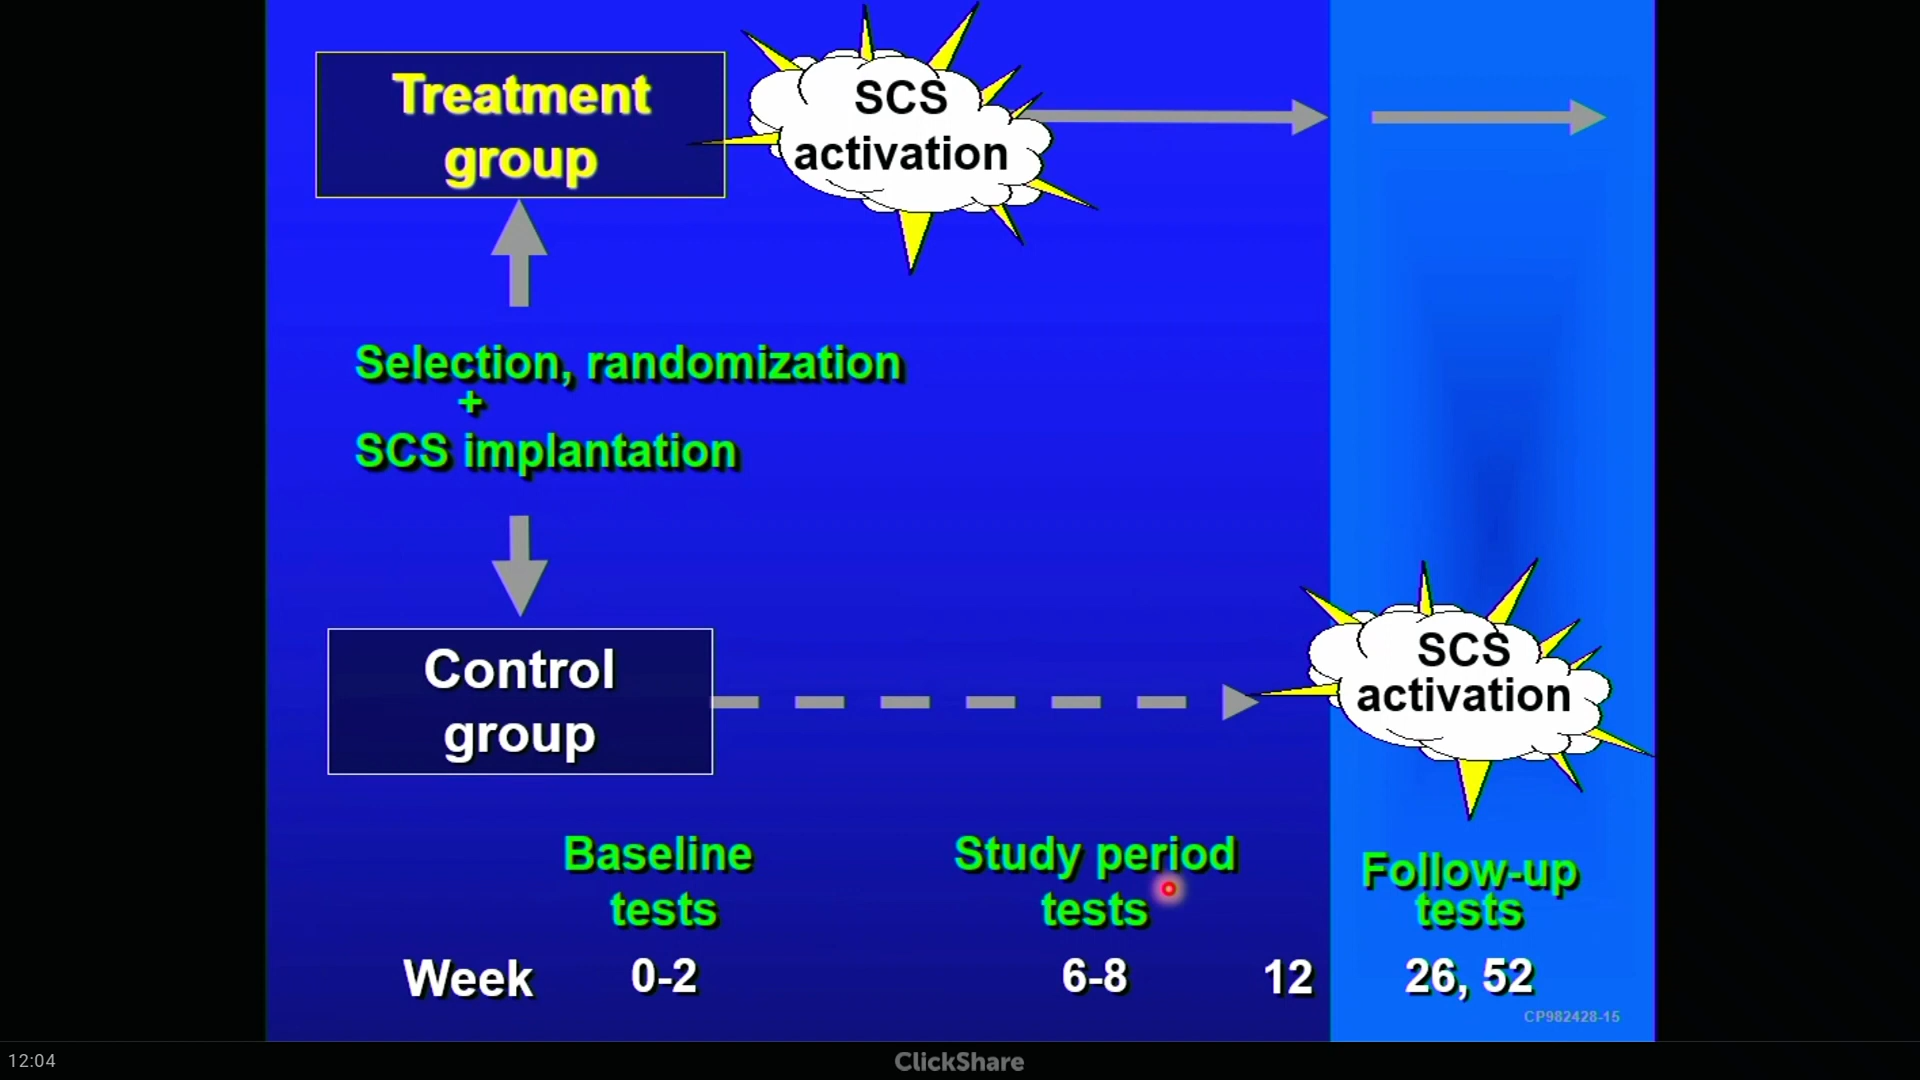 Treatment
group
SCS
activation
Selection, randomization
+
SCS implantation
Control
group
SCS
activation
Baseline
tests
Study period
tests
Follow-up
tests
Week 0-2 6-8 12 26, 52
CP982428-15
12:04
ClickShare